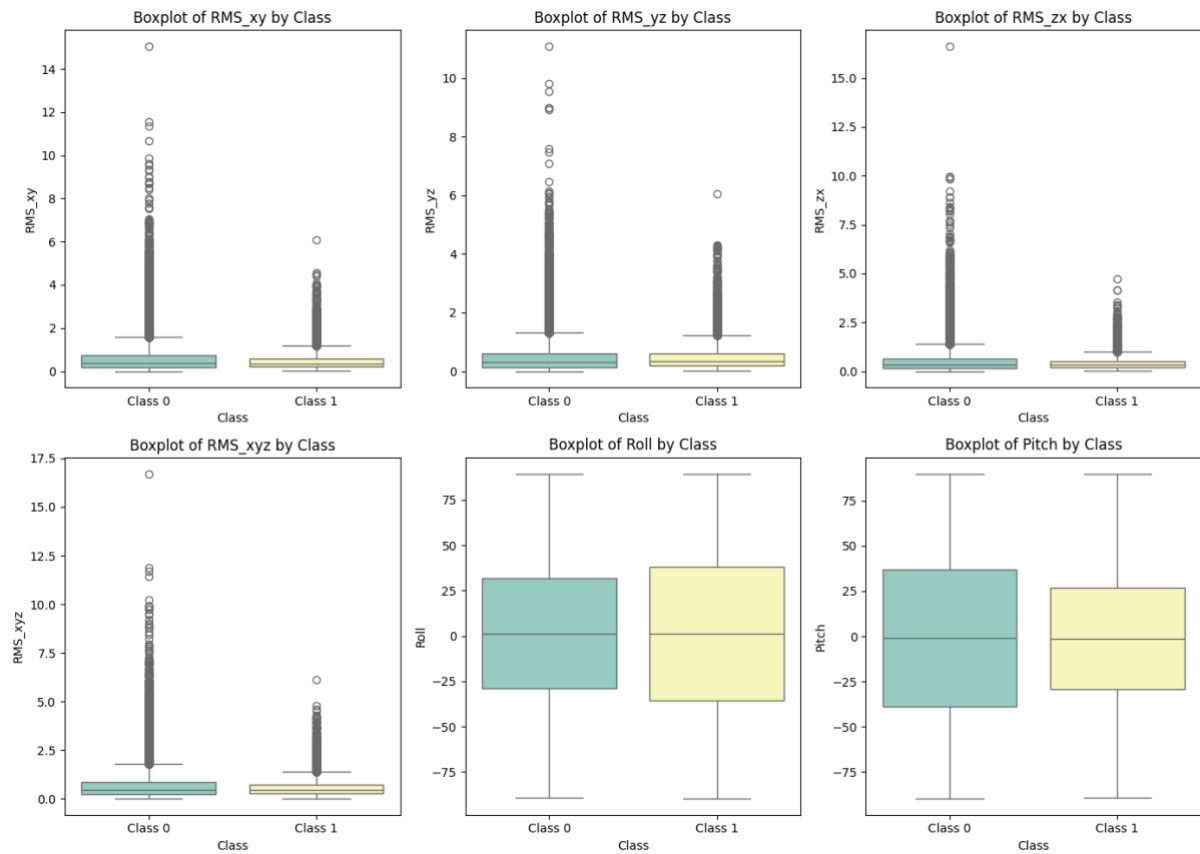 Boxplot of RMS_xy by Class
14
12
10
8
6
4
2
0
RMS_xy
Class 0
Class 1
Class
Boxplot of RMS_yz by Class
10
8
6
4
2
0
RMS_yz
Class 0
Class 1
Class
Boxplot of RMS_zx by Class
15.0
12.5
10.0
7.5
5.0
2.5
0.0
RMS_zx
Class 0
Class 1
Class
Boxplot of RMS_xyz by Class
17.5
15.0
12.5
10.0
7.5
5.0
2.5
0.0
RMS_xyz
Class 0
Class 1
Class
Boxplot of Roll by Class
75
50
25
0
−25
−50
−75
Roll
Class 0
Class 1
Class
Boxplot of Pitch by Class
75
50
25
0
−25
−50
−75
Pitch
Class 0
Class 1
Class